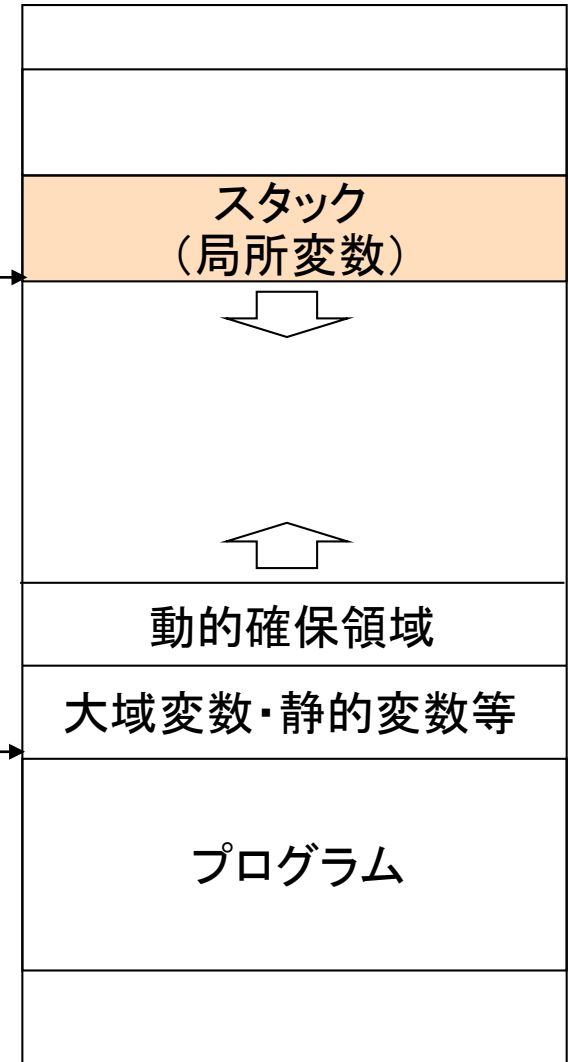 スタック
（局所変数）
動的確保領域
大域変数・静的変数等
プログラム